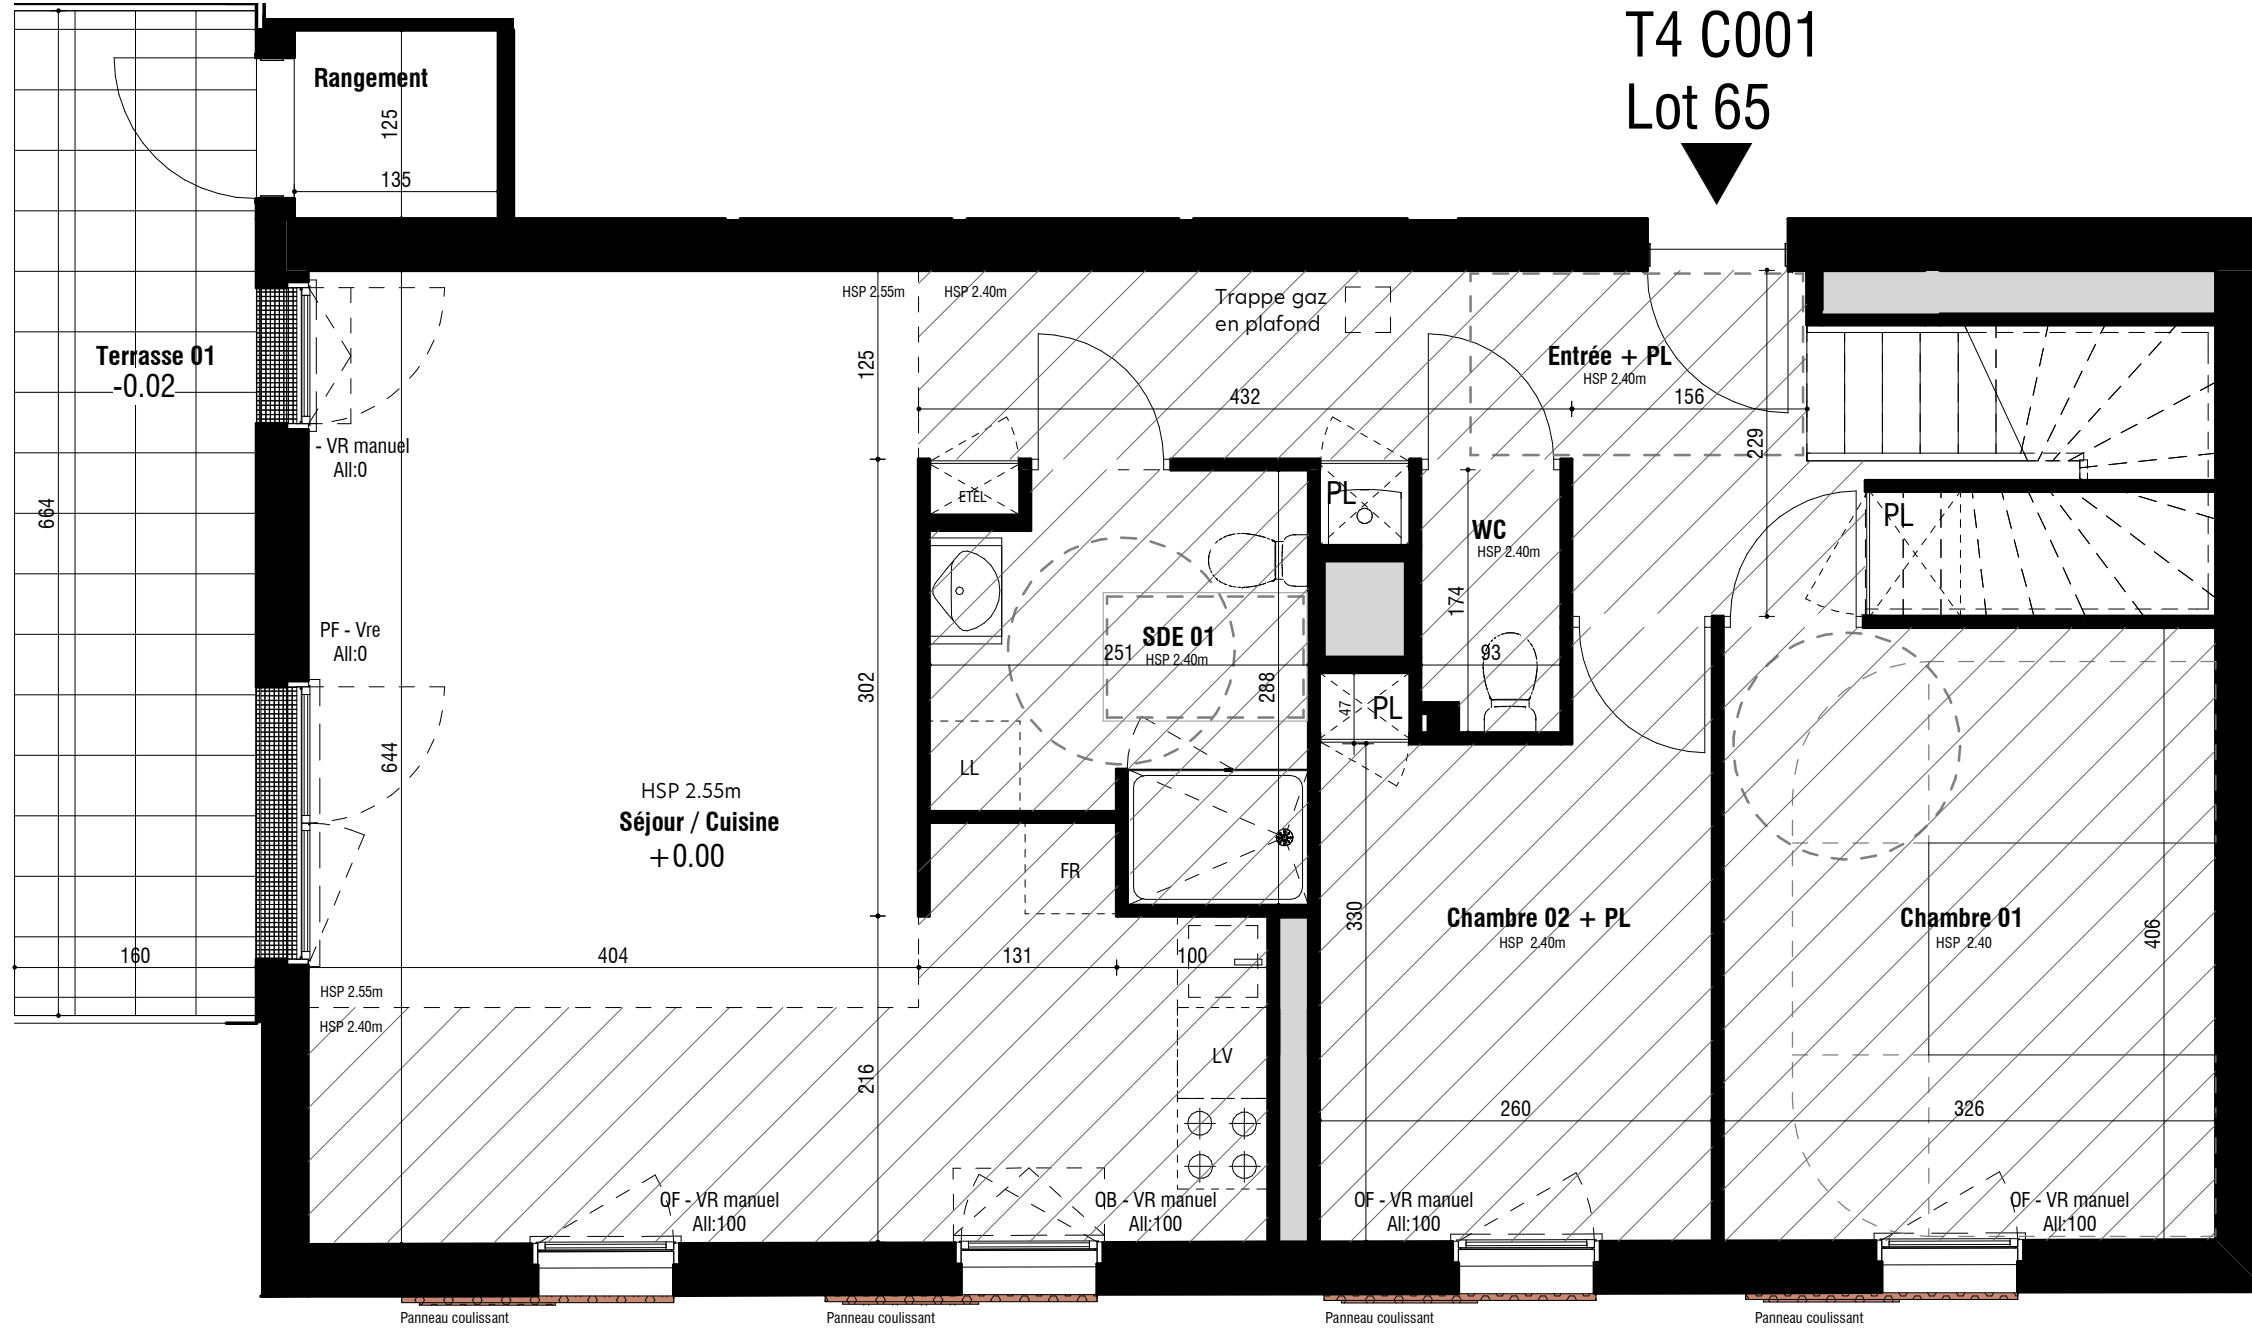 T4 C001
Lot 65
Rangement
125
135
HSP 2.55m
HSP 2.40m
Trappe gaz
en plafond
Terrasse 01
-0.02
Entrée + PL
HSP 2.40m
125
432
156
229
- VR manuel
All:0
664
ETEL
PL
WC
HSP 2.40m
PL
174
PF - Vre
All:0
SDE 01
HSP 2.40m
251
93
302
288
47
PL
644
LL
HSP 2.55m
Séjour / Cuisine
+0.00
FR
330
Chambre 02 + PL
HSP 2.40m
Chambre 01
HSP 2.40
406
160
404
131
100
HSP 2.55m
HSP 2.40m
LV
216
260
326
OF - VR manuel
All:100
OB - VR manuel
All:100
OF - VR manuel
All:100
OF - VR manuel
All:100
Panneau coulissant
Panneau coulissant
Panneau coulissant
Panneau coulissant